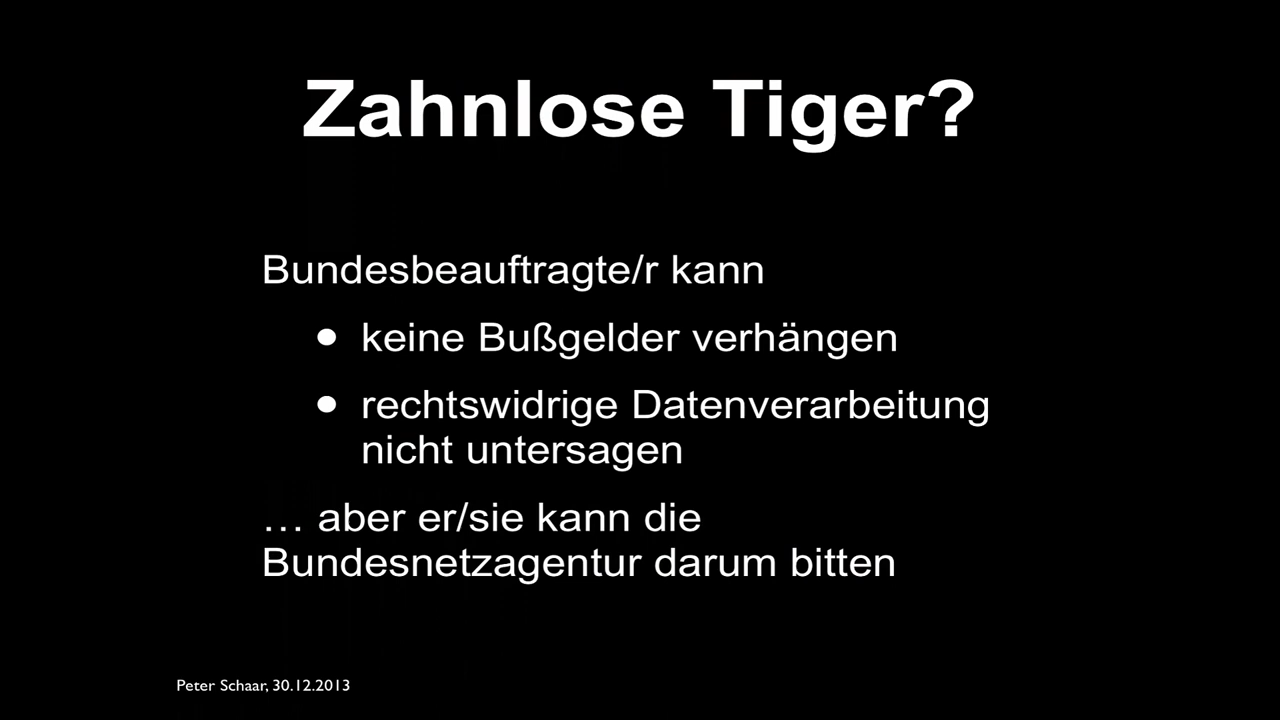 Zahnlose Tiger?
Bundesbeauftragte/r kann
● keine Bußgelder verhängen
● rechtswidrige Datenverarbeitung
nicht untersagen
… aber er/sie kann die
Bundesnetzagentur darum bitten
Peter Schaar, 30.12.2013